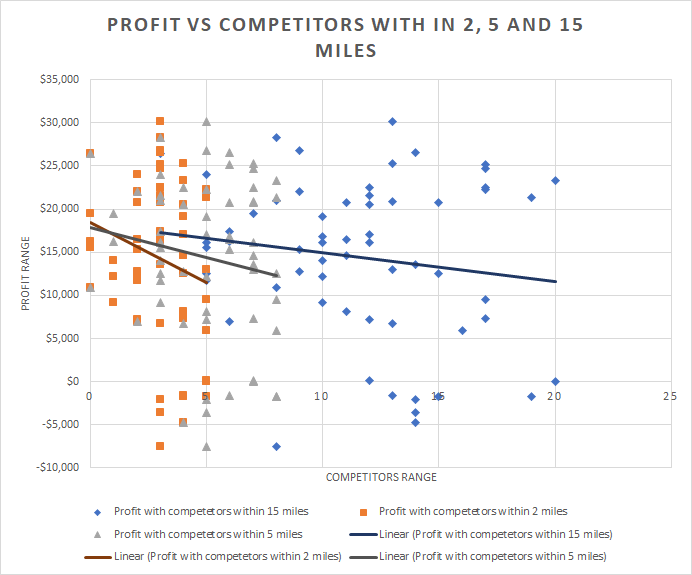 PROFIT VS COMPETITORS WITH IN 2, 5 AND 15
MILES
$35,000
$30,000
$25,000
$20,000
$15,000
$10,000
$5,000
$0
-$5,000
-$10,000
PROFIT RANGE
0 5 10 15 20 25
COMPETITORS RANGE
Profit with competetors within 15 miles Profit with competetors within 2 miles
Profit with competetors within 5 miles Linear (Profit with competetors within 15 miles)
Linear (Profit with competetors within 2 miles) Linear (Profit with competetors within 5 miles)